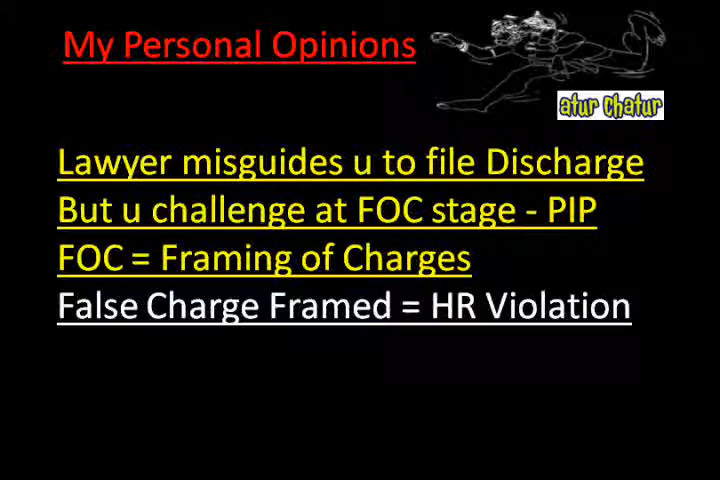 My Personal Opinions
atur chatur
Lawyer misguides u to file Discharge
But u challenge at FOC stage - PIP
FOC = Framing of Charges
False Charge Framed = HR Violation